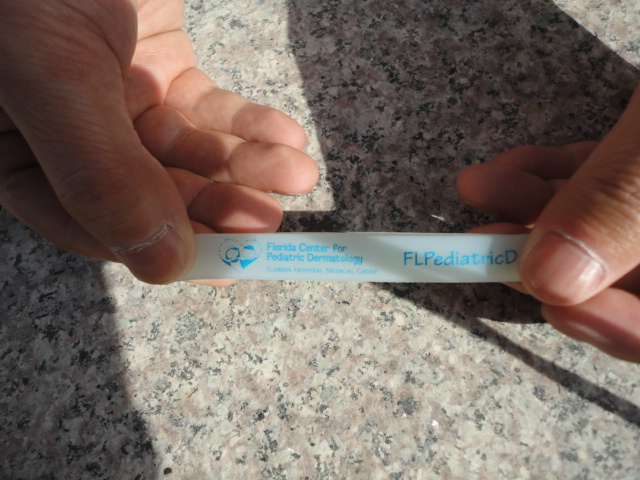 Florida Center for
Pediatric Dermatology
FLORIDA HOSPITAL MEDICAL GROUP
FLPediatricD